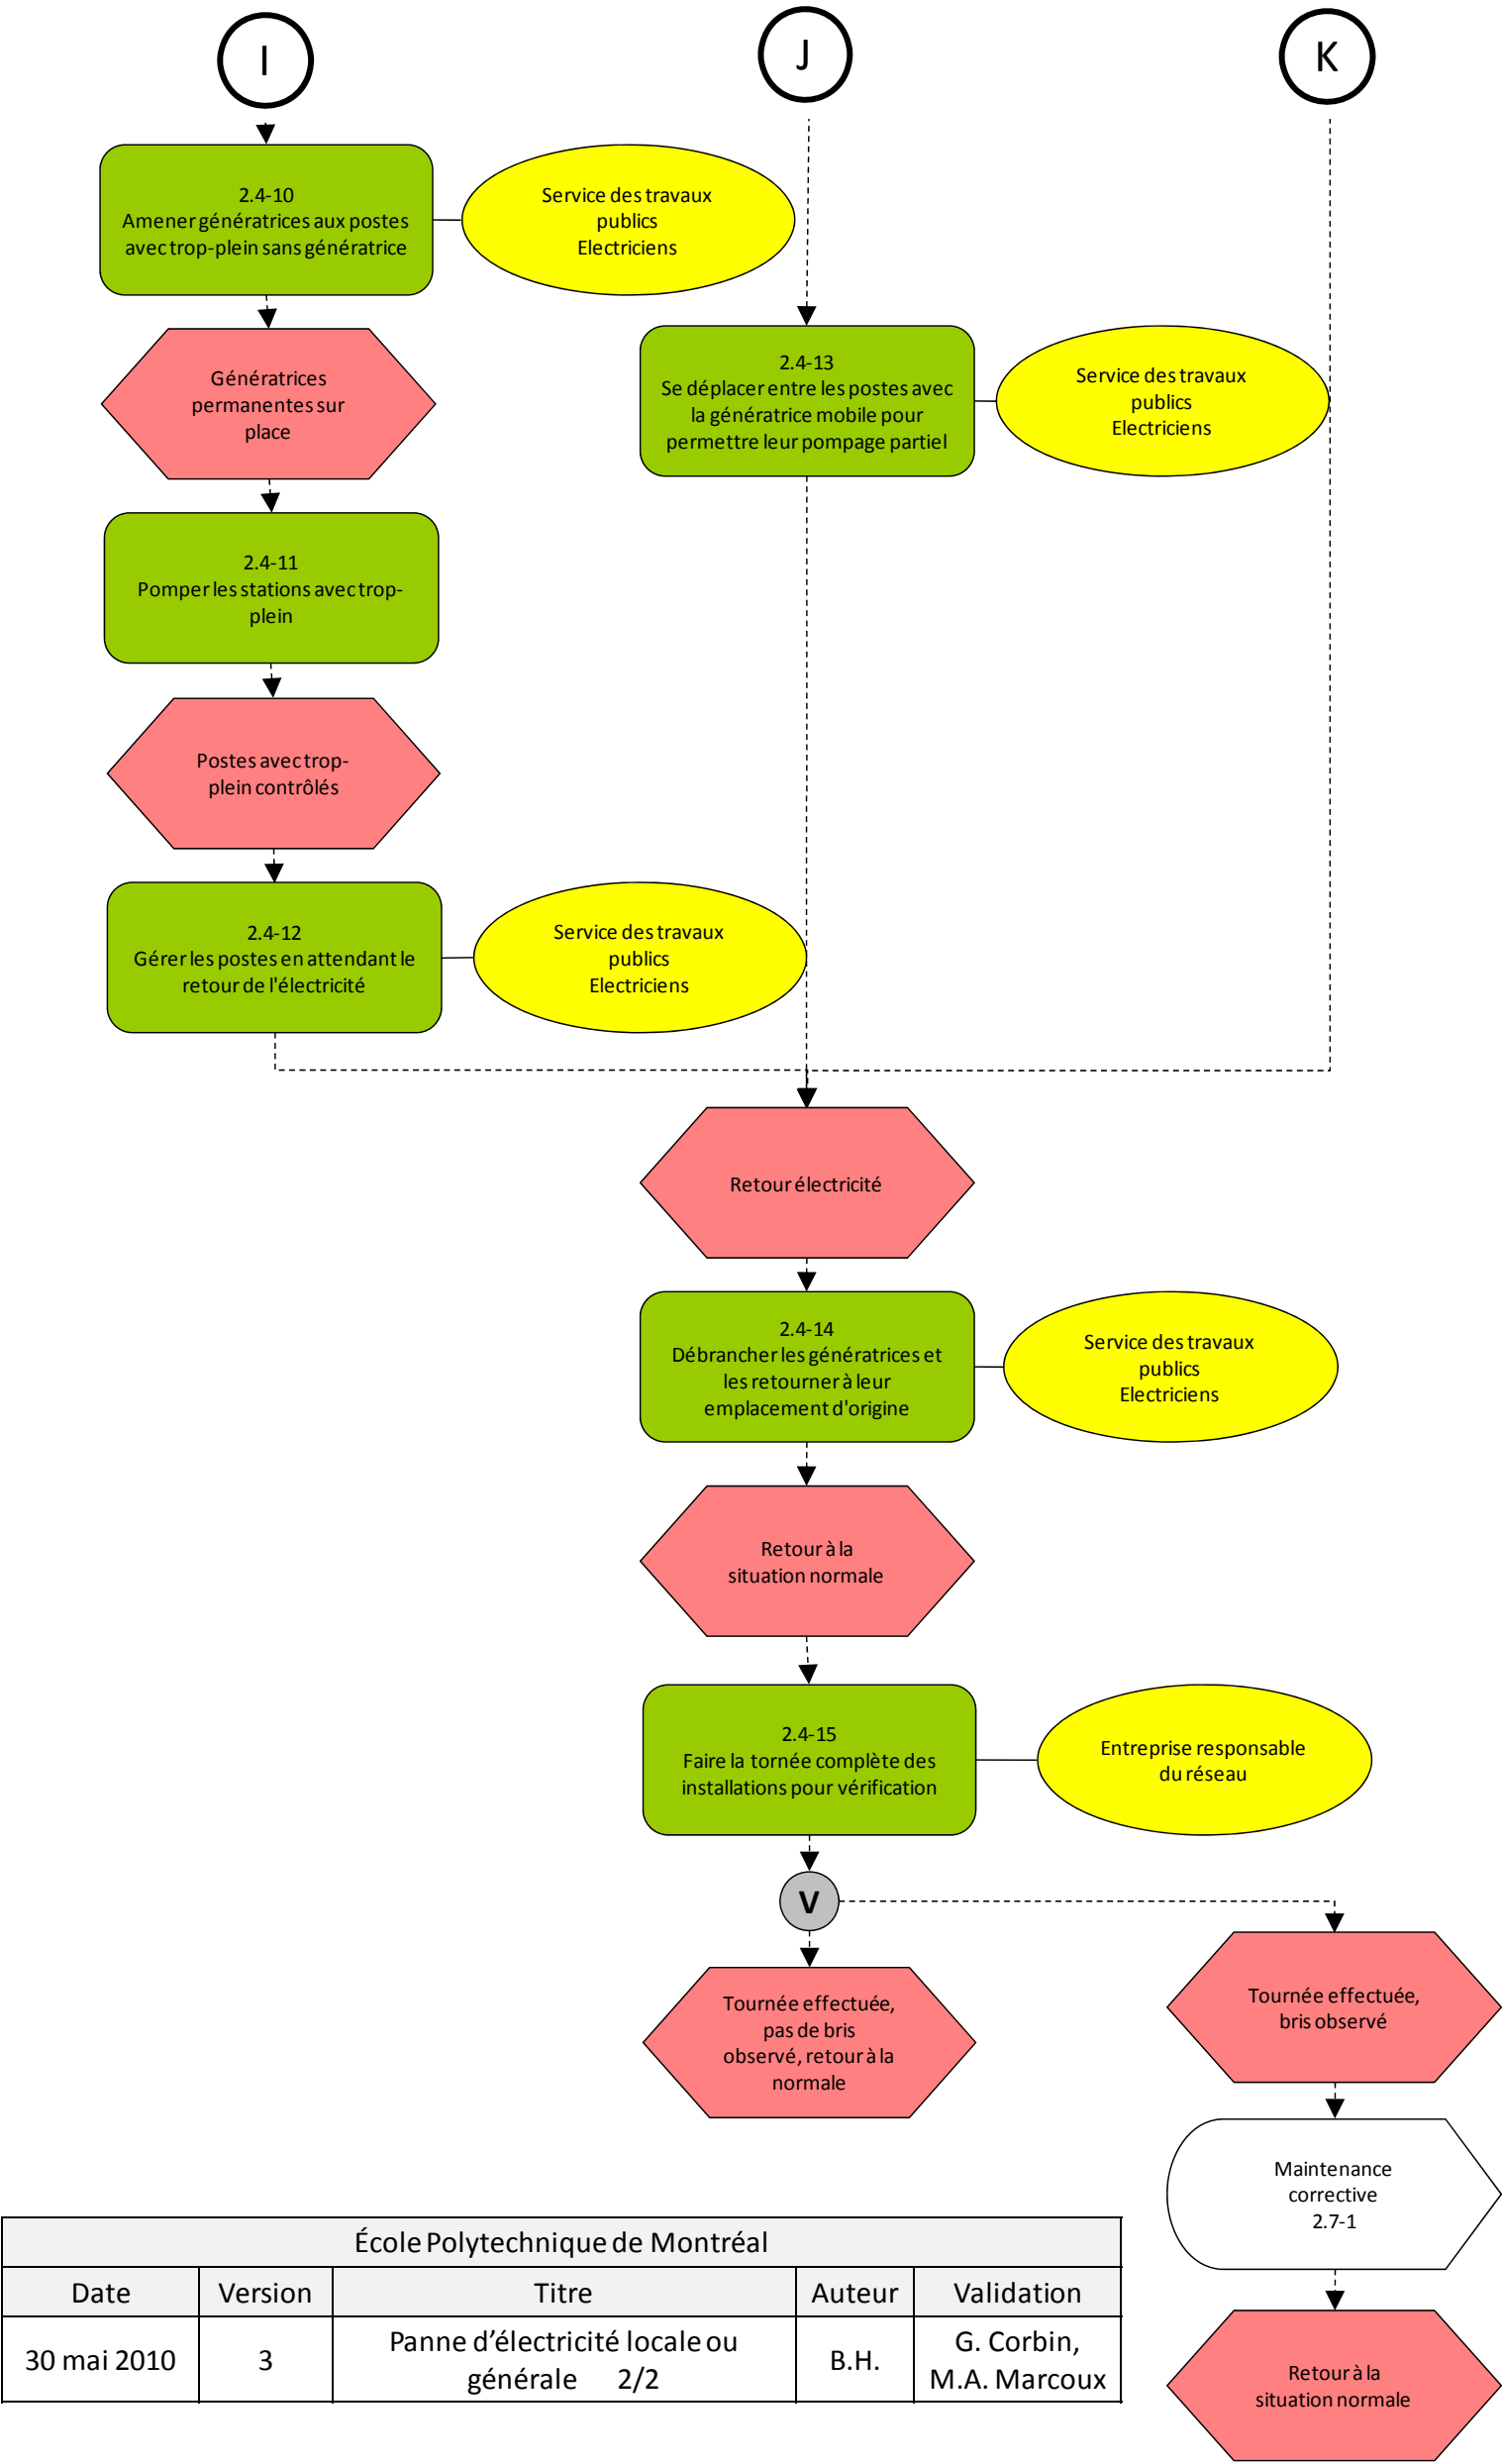 I
J
K
2.4-10
Amener génératrices aux postes
avec trop-plein sans génératrice
Service des travaux
publics
Electriciens
Génératrices
permanentes sur
place
2.4-13
Se déplacer entre les postes avec
la génératrice mobile pour
permettre leur pompage partiel
Service des travaux
publics
Electriciens
2.4-11
Pomper les stations avec trop-
plein
Postes avec trop-
plein contrôlés
2.4-12
Gérer les postes en attendant le
retour de l'électricité
Service des travaux
publics
Electriciens
Retour électricité
2.4-14
Débrancher les génératrices et
les retourner à leur
emplacement d'origine
Service des travaux
publics
Electriciens
Retour à la
situation normale
2.4-15
Faire la tornée complète des
installations pour vérification
Entreprise responsable
du réseau
V
Tournée effectuée,
pas de bris
observé, retour à la
normale
Tournée effectuée,
bris observé
Maintenance
corrective
2.7-1
Retour à la
situation normale
École Polytechnique de Montréal
Date Version Titre Auteur Validation
30 mai 2010 3 Panne d’électricité locale ou
générale 2/2 B.H. G. Corbin,
M.A. Marcoux